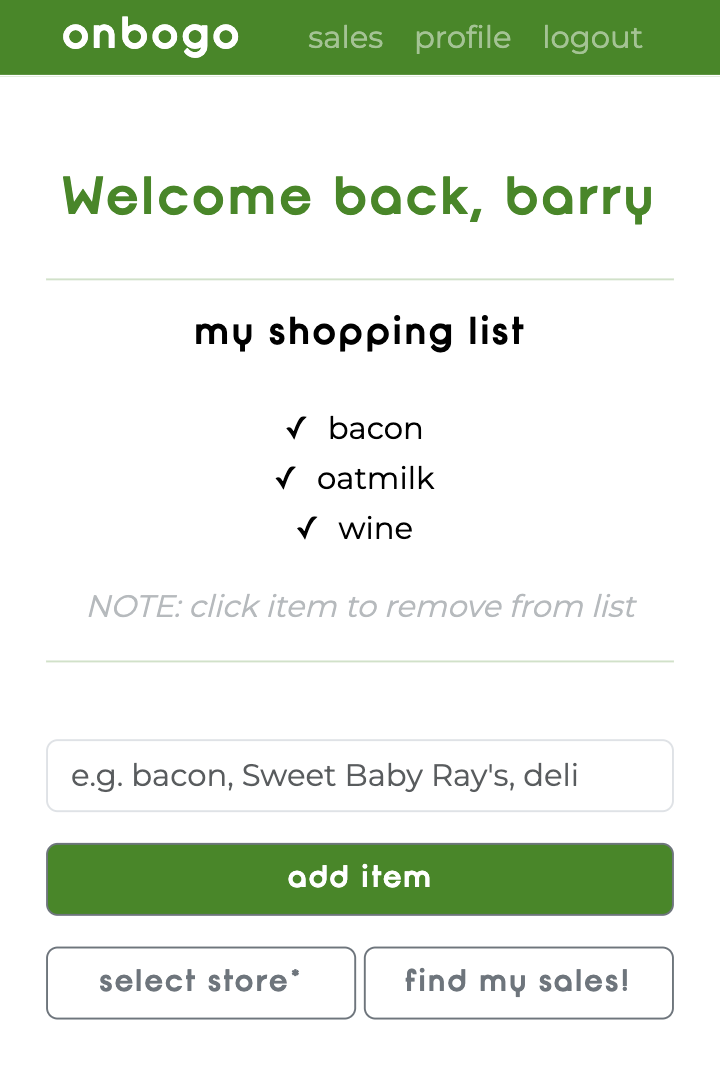 onbogo sales profile logout
Welcome back, barry
my shopping list
✓ bacon
✓ oatmilk
✓ wine
NOTE: click item to remove from list
e.g. bacon, Sweet Baby Ray's, deli
add item
select store* find my sales!